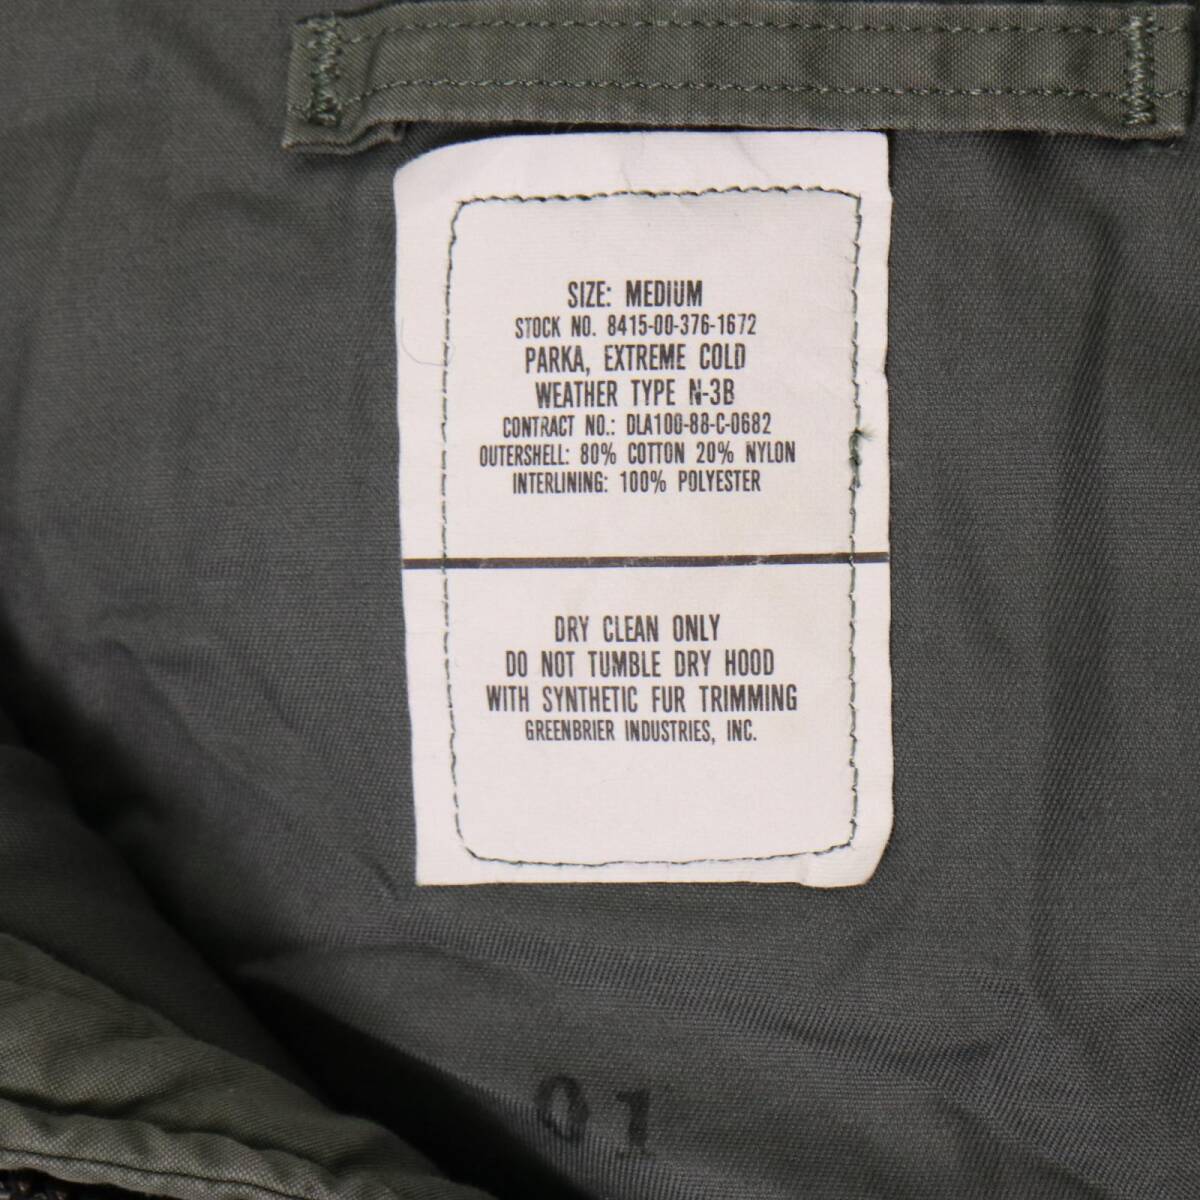 SIZE: MEDIUM
STOCK NO. 8415-00-376-1672
PARKA, EXTREME COLD
WEATHER TYPE N-3B
CONTRACT NO.: DLA100-88-C-0682
OUTERSHELL: 80% COTTON 20% NYLON
INTERLINING: 100% POLYESTER
DRY CLEAN ONLY
DO NOT TUMBLE DRY HOOD
WITH SYNTHETIC FUR TRIMMING
GREENBRIER INDUSTRIES, INC.
01